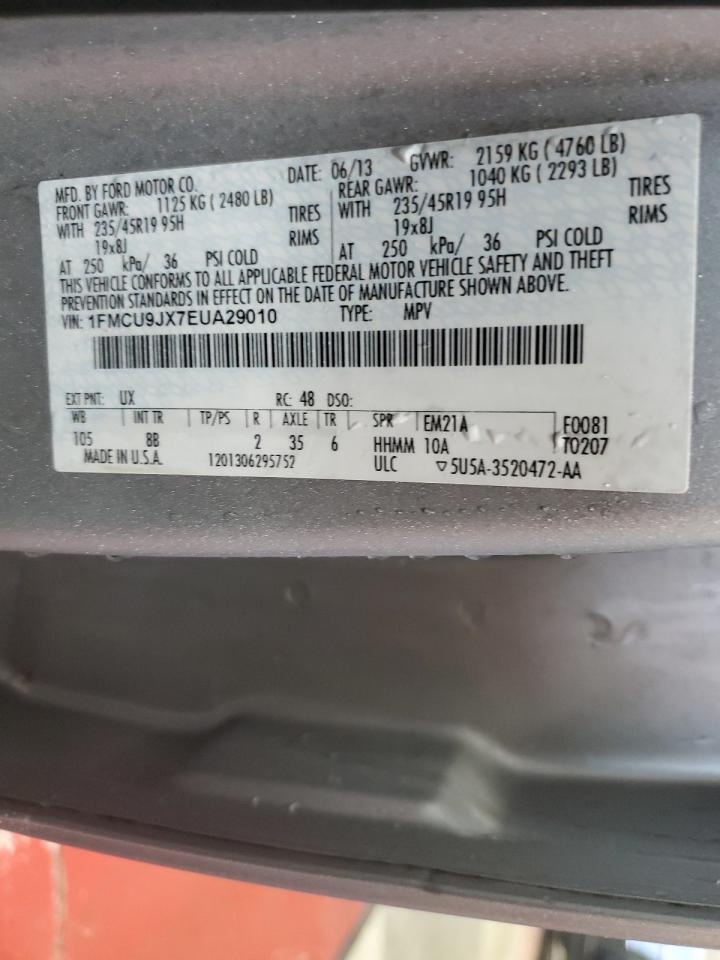 MFD. BY FORD MOTOR CO. DATE: 06/13 GVWR: 2159 KG ( 4760 LB)
FRONT GAWR: 1125 KG ( 2480 LB) REAR GAWR: 1040 KG ( 2293 LB)
WITH 235/45R19 95H TIRES WITH 235/45R19 95H TIRES
19x8J RIMS 19x8J RIMS
AT 250 kPa/ 36 PSI COLD AT 250 kPa/ 36 PSI COLD
THIS VEHICLE CONFORMS TO ALL APPLICABLE FEDERAL MOTOR VEHICLE SAFETY AND THEFT
PREVENTION STANDARDS IN EFFECT ON THE DATE OF MANUFACTURE SHOWN ABOVE.
VIN: 1FMCU9JX7EUA29010 TYPE: MPV
EXT PNT: UX RC: 48 DSO:
WB INT TR TP/PS R AXLE TR SPR EM21A F0081
105 8B 2 35 6 HHMM 10A T0207
MADE IN U.S.A. 1201306295752 ULC ▽5U5A-3520472-AA